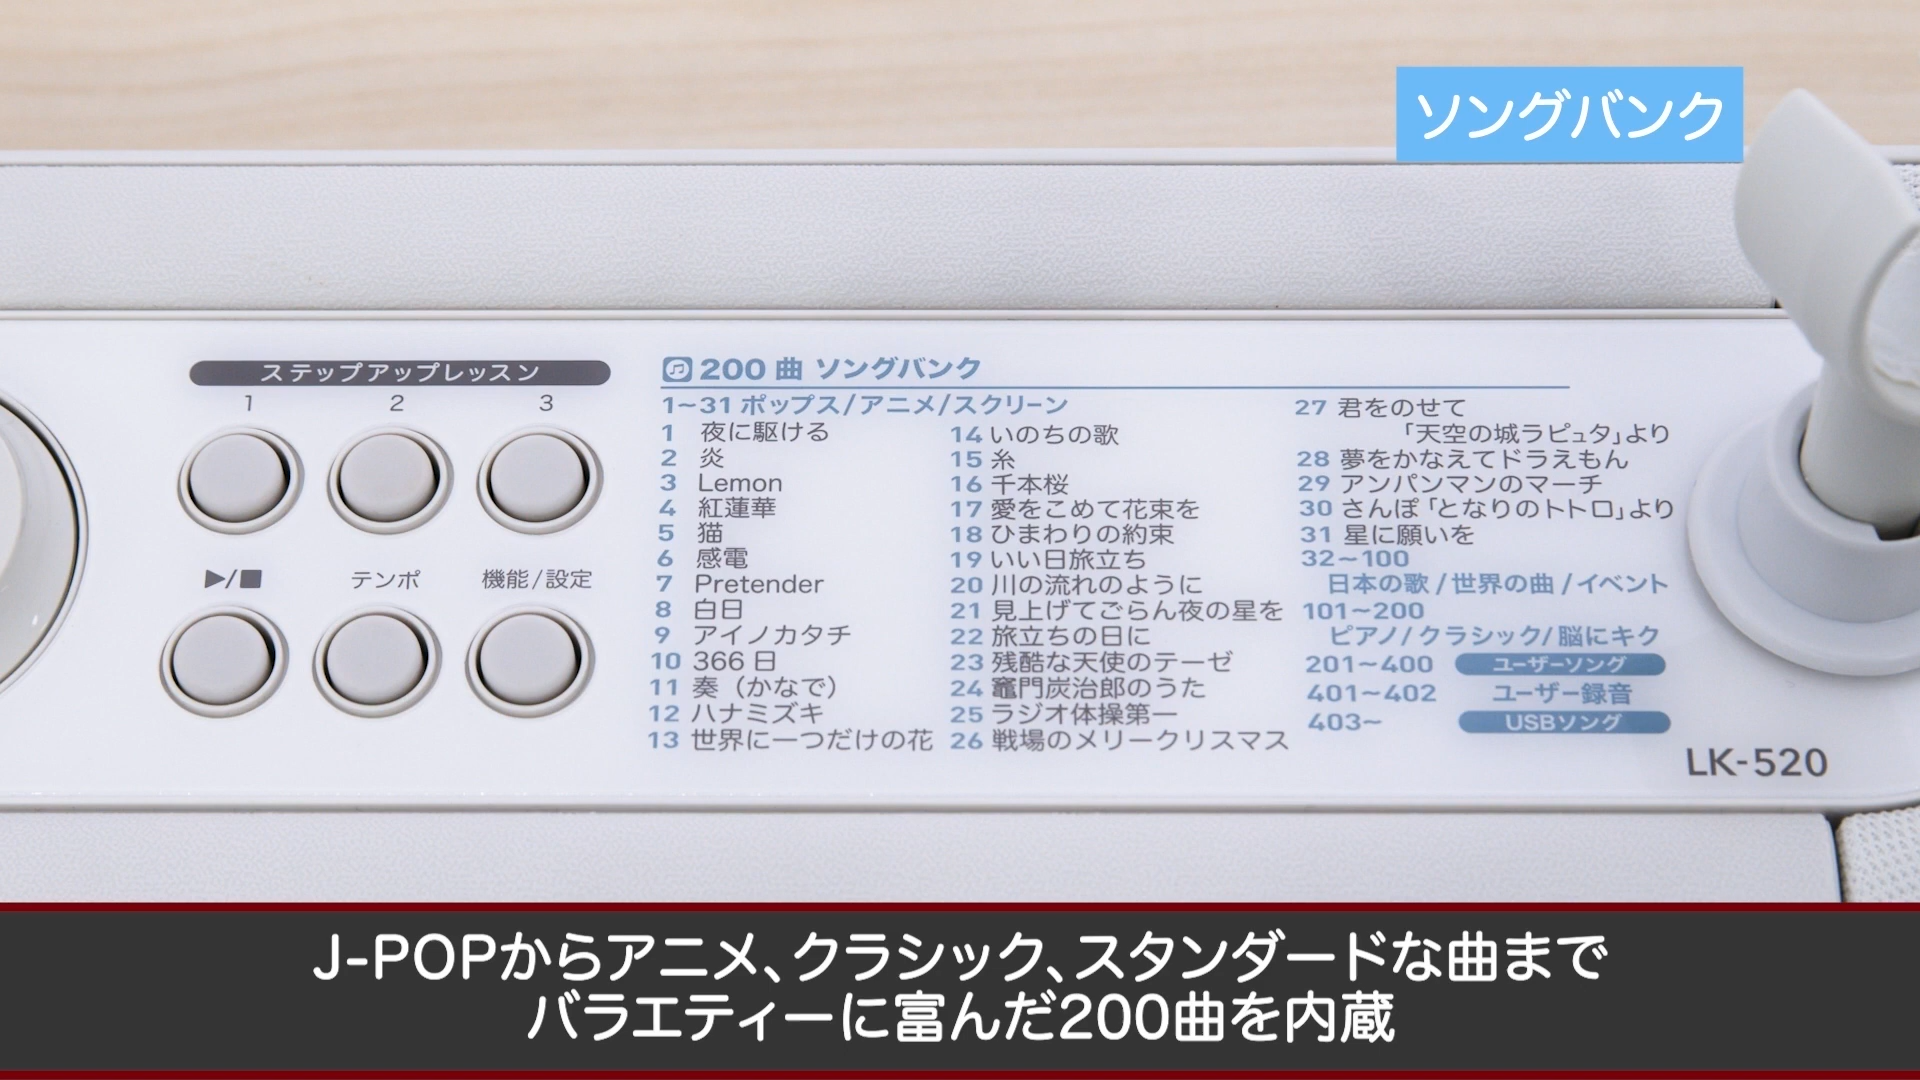 ソングバンク
ステップアップレッスン
1 2 3
▶/■ テンポ 機能/設定
200 曲 ソングバンク
1~31 ポップス/アニメ/スクリーン
1 夜に駆ける
2 炎
3 Lemon
4 紅蓮華
5 猫
6 感電
7 Pretender
8 白日
9 アイノカタチ
10 366 日
11 奏(かなで)
12 ハナミズキ
13 世界に一つだけの花
14 いのちの歌
15 糸
16 千本桜
17 愛をこめて花束を
18 ひまわりの約束
19 いい日旅立ち
20 川の流れのように
21 見上げてごらん夜の星を
22 旅立ちの日に
23 残酷な天使のテーゼ
24 竈門炭治郎のうた
25 ラジオ体操第一
26 戦場のメリークリスマス
27 君をのせて
「天空の城ラピュタ」より
28 夢をかなえてドラえもん
29 アンパンマンのマーチ
30 さんぽ「となりのトトロ」より
31 星に願いを
32~100
日本の歌/世界の曲/イベント
101~200
ピアノ/クラシック/脳にキク
201~400 ユーザーソング
401~402 ユーザー録音
403~ USBソング
LK-520
J-POPからアニメ、クラシック、スタンダードな曲まで
バラエティーに富んだ200曲を内蔵